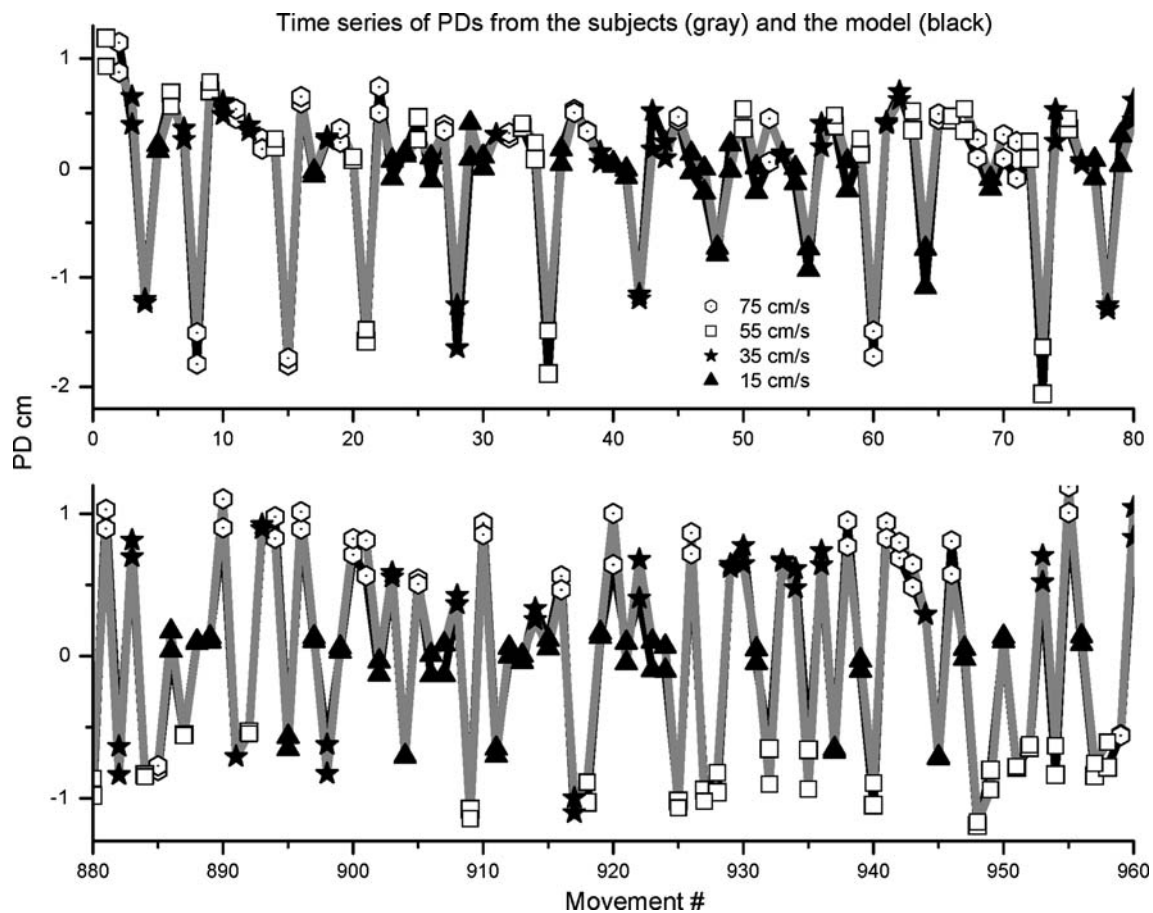 Time series of PDs from the subjects (gray) and the model (black)
1
0
-1
-2
75 cm/s
55 cm/s
35 cm/s
15 cm/s
0 10 20 30 40 50 60 70 80
PD cm
1
0
-1
880 890 900 910 920 930 940 950 960
Movement #